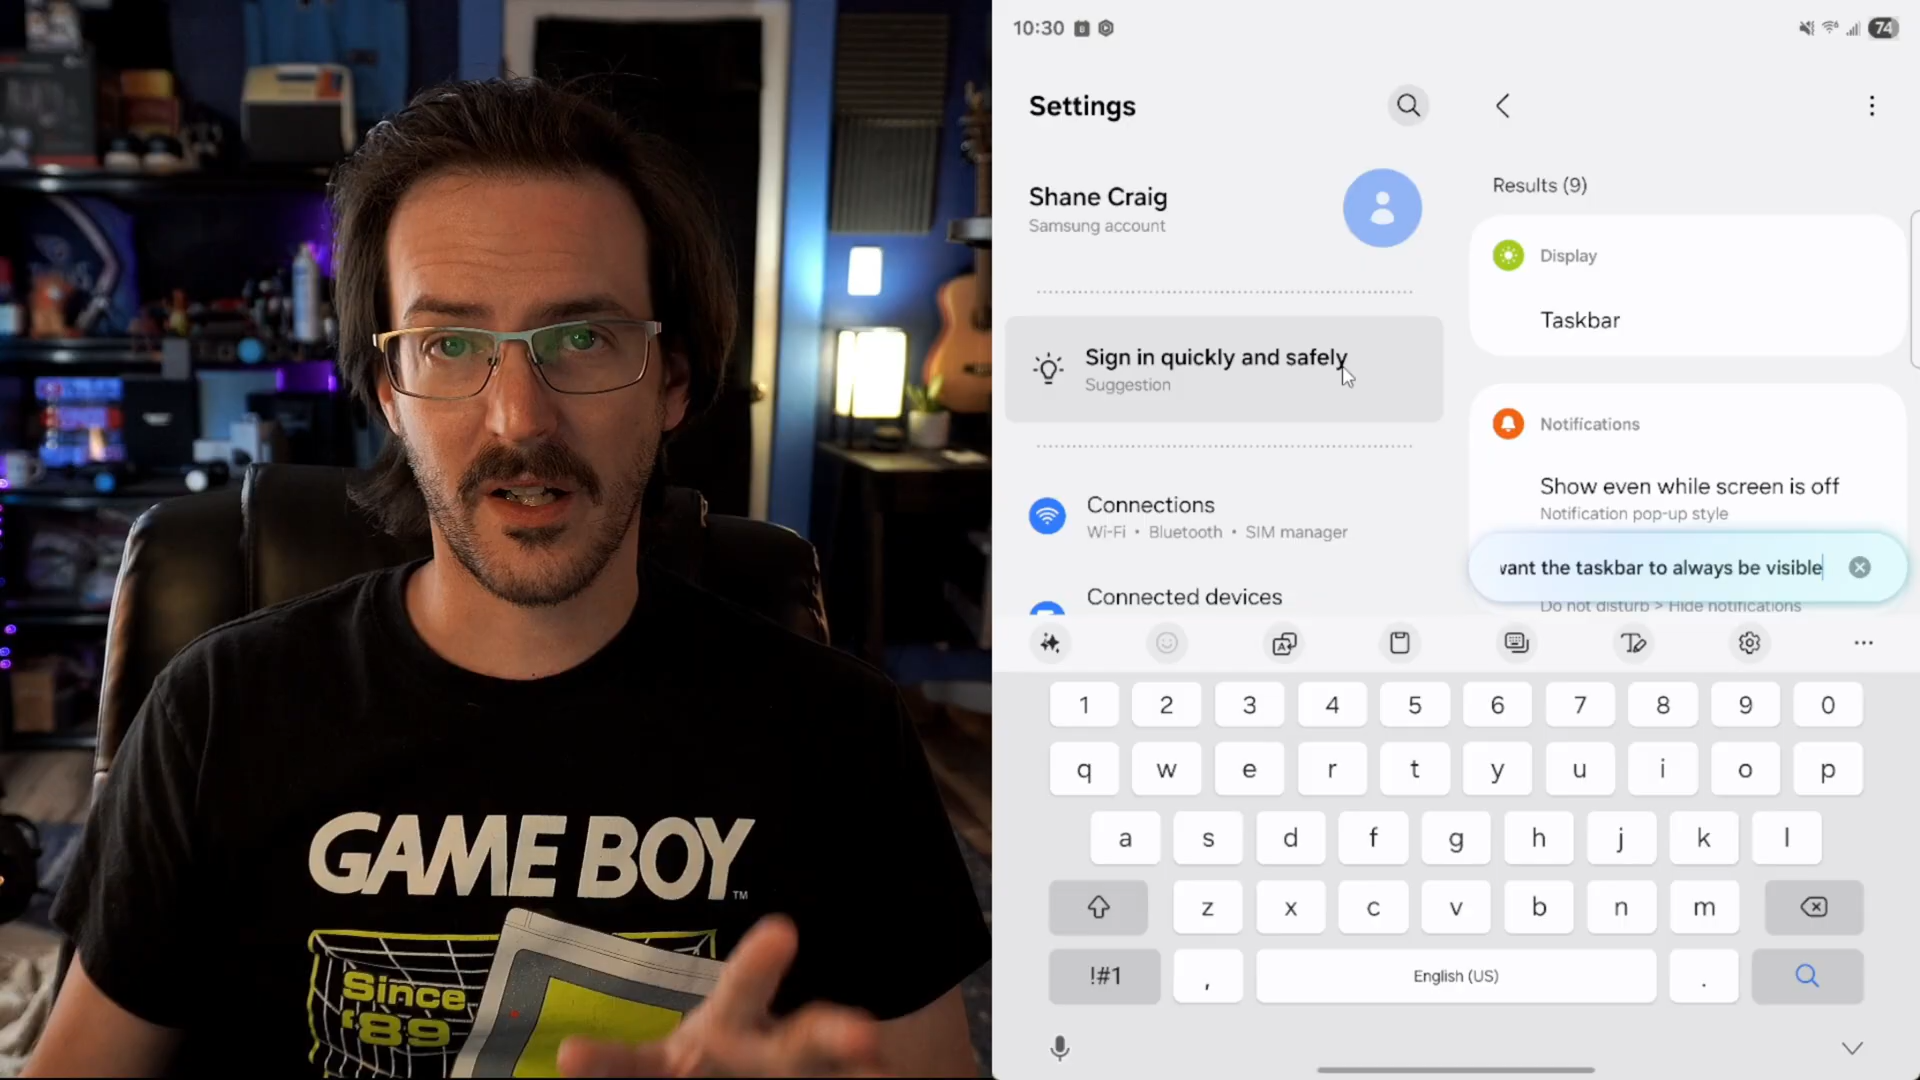 10:30
74
Settings
Shane Craig
Samsung account
Sign in quickly and safely
Suggestion
Connections
Wi-Fi • Bluetooth • SIM manager
Connected devices
Results (9)
Display
Taskbar
Notifications
Show even while screen is off
Notification pop-up style
want the taskbar to always be visible
Do not disturb > Hide notifications
1 2 3 4 5 6 7 8 9 0
q w e r t y u i o p
a s d f g h j k l
z x c v b n m
!#1 , English (US) .
GAME BOY
TM
Since
'89